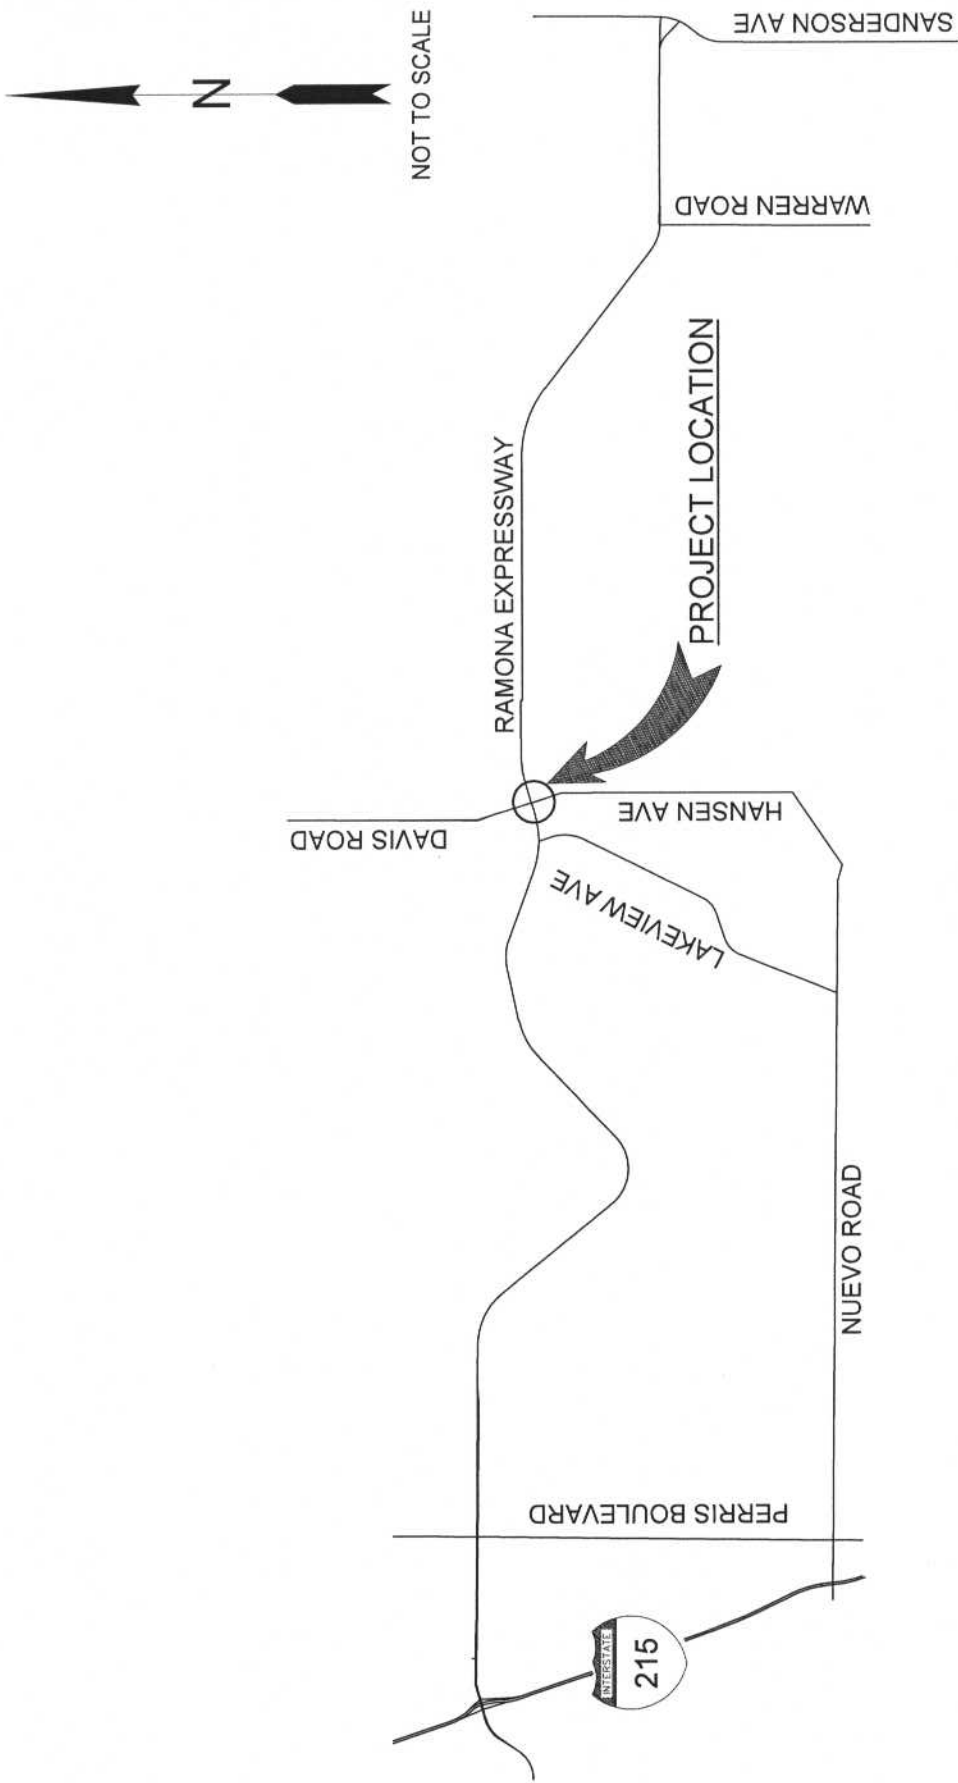 N
NOT TO SCALE
SANDERSON AVE
WARREN ROAD
RAMONA EXPRESSWAY
PROJECT LOCATION
DAVIS ROAD
HANSEN AVE
LAKEVIEW AVE
NUEVO ROAD
PERRIS BOULEVARD
INTERSTATE
215